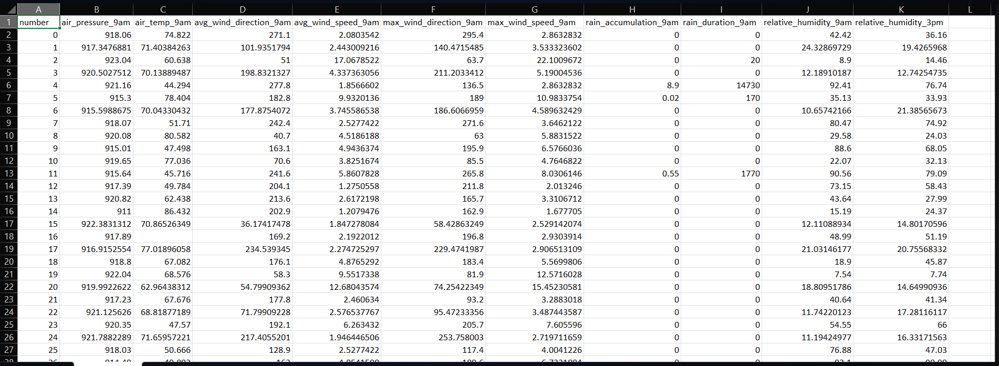 A B C D E F G H I J K L
1 number air_pressure_9am air_temp_9am avg_wind_direction_9am avg_wind_speed_9am max_wind_direction_9am max_wind_speed_9am rain_accumulation_9am rain_duration_9am relative_humidity_9am relative_humidity_3pm
2 0 918.06 74.822 271.1 2.0803542 295.4 2.8632832 0 0 42.42 36.16
3 1 917.3476881 71.40384263 101.9351794 2.443009216 140.4715485 3.533323602 0 0 24.32869729 19.4265968
4 2 923.04 60.638 51 17.0678522 63.7 22.1009672 0 20 8.9 14.46
5 3 920.5027512 70.13889487 198.8321327 4.337363056 211.2033412 5.19004536 0 0 12.18910187 12.74254735
6 4 921.16 44.294 277.8 1.8566602 136.5 2.8632832 8.9 14730 92.41 76.74
7 5 915.3 78.404 182.8 9.9320136 189 10.9833754 0.02 170 35.13 33.93
8 6 915.5988675 70.04330432 177.8754072 3.745586538 186.6066959 4.589632429 0 0 10.65742166 21.38565673
9 7 918.07 51.71 242.4 2.5277422 271.6 3.6462122 0 0 80.47 74.92
10 8 920.08 80.582 40.7 4.5186188 63 5.8831522 0 0 29.58 24.03
11 9 915.01 47.498 163.1 4.9436374 195.9 6.5766036 0 0 88.6 68.05
12 10 919.65 77.036 70.6 3.8251674 85.5 4.7646822 0 0 22.07 32.13
13 11 915.64 45.716 241.6 5.8607828 265.8 8.0306146 0.55 1770 90.56 79.09
14 12 917.39 49.784 204.1 1.2750558 211.8 2.013246 0 0 73.15 58.43
15 13 920.82 62.438 213.6 2.6172198 165.7 3.3106712 0 0 43.64 27.99
16 14 911 86.432 202.9 1.2079476 162.9 1.677705 0 0 15.19 24.37
17 15 922.3831312 70.86526349 36.17417478 1.847278084 58.42863249 2.529142074 0 0 12.11088934 14.80170596
18 16 917.89 169.2 2.1922012 196.8 2.9303914 0 0 48.99 51.19
19 17 916.9152554 77.01896058 234.539345 2.274725297 229.4741987 2.906513109 0 0 21.03146177 20.75568332
20 18 918.8 67.082 176.1 4.8765292 183.4 5.5699806 0 0 18.9 45.87
21 19 922.04 68.576 58.3 9.5517338 81.9 12.5716028 0 0 7.54 7.74
22 20 919.9922622 62.96438312 54.79909362 12.68043574 74.25422349 15.45230581 0 0 18.80951786 14.64990936
23 21 917.23 67.676 177.8 2.460634 93.2 3.2883018 0 0 40.64 41.34
24 22 921.125626 68.81877189 71.79909228 2.576537767 95.47233356 3.487443587 0 0 11.74220123 17.28116117
25 23 920.35 47.57 192.1 6.263432 205.7 7.605596 0 0 54.55 66
26 24 921.7882289 71.65957221 217.4055201 1.946446506 253.758003 2.719711659 0 0 11.19424977 16.33171563
27 25 918.03 50.666 128.9 2.5277422 117.4 4.0041226 0 0 76.88 47.03